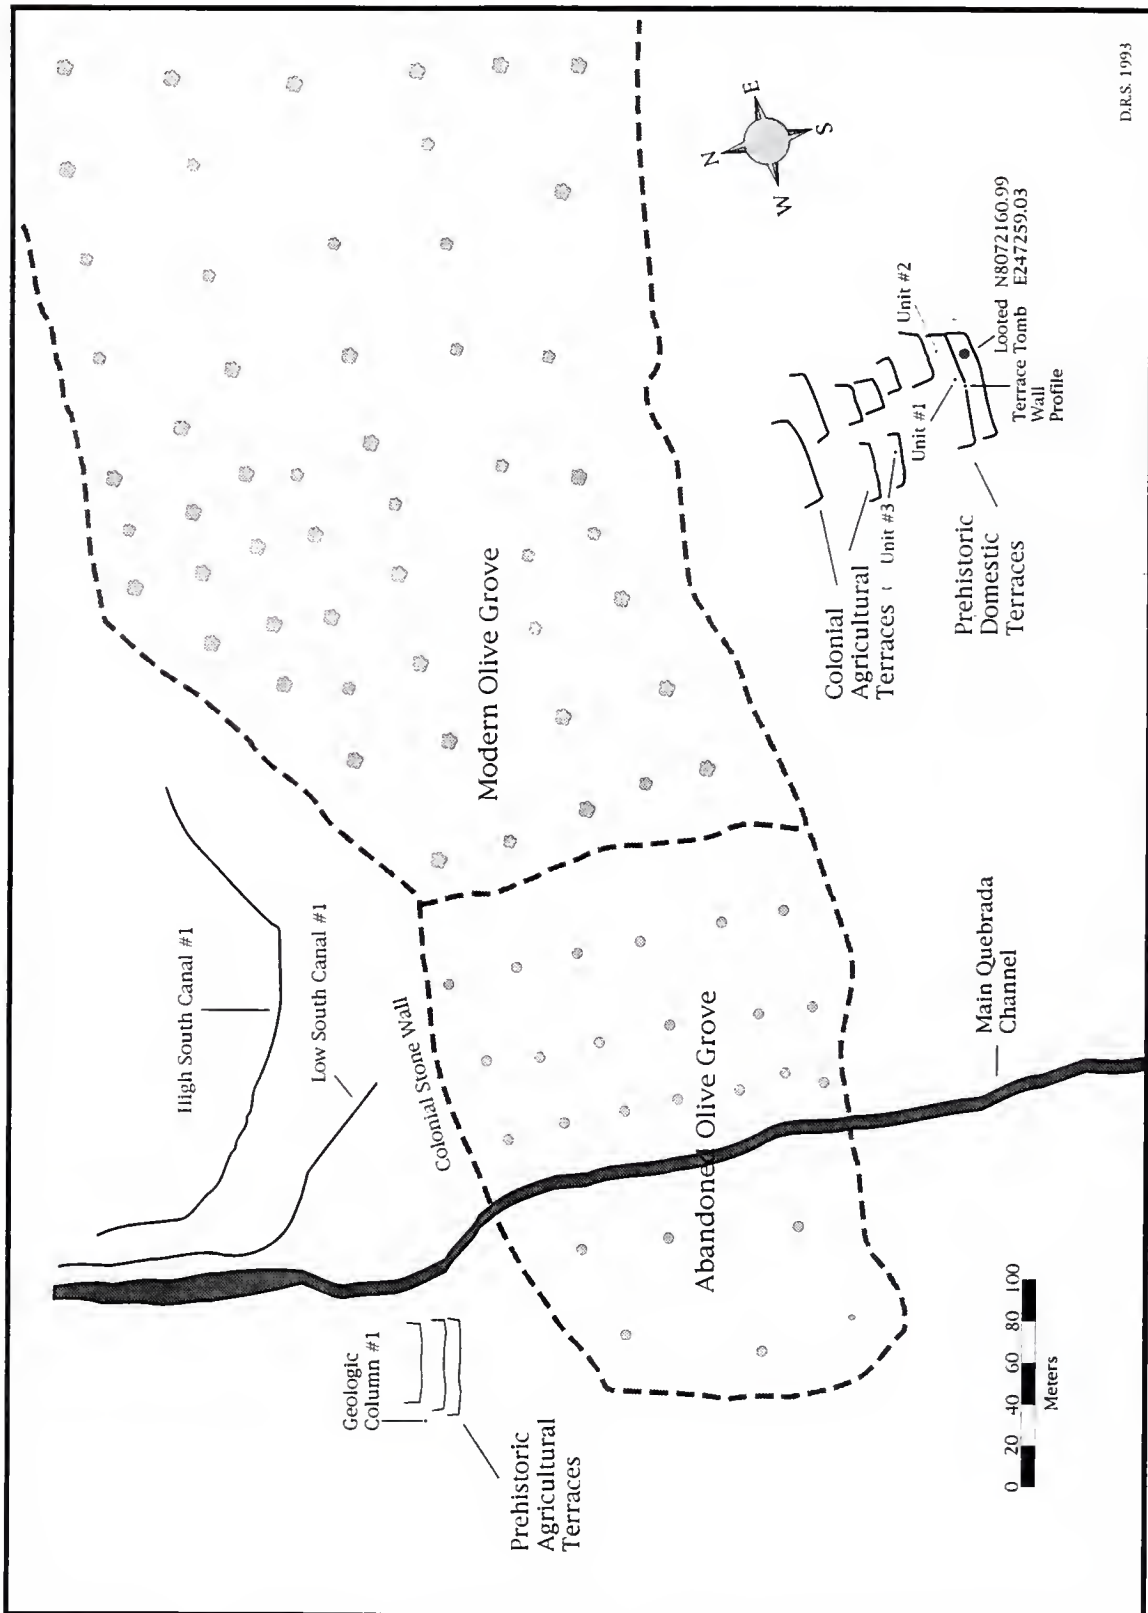 High South Canal #1
Low South Canal #1
Colonial Stone Wall
Geologic
Column #1
Prehistoric
Agricultural
Terraces
Modern Olive Grove
Abandoned Olive Grove
Main Quebrada
Channel
0 20 40 60 80 100
Meters
N
E
S
W
Colonial
Agricultural
Terraces
Unit #3
Unit #1
Unit #2
Prehistoric
Domestic
Terraces
Terrace
Wall
Profile
Looted
Tomb
N8072160.99
E247259.03
D.R.S. 1993